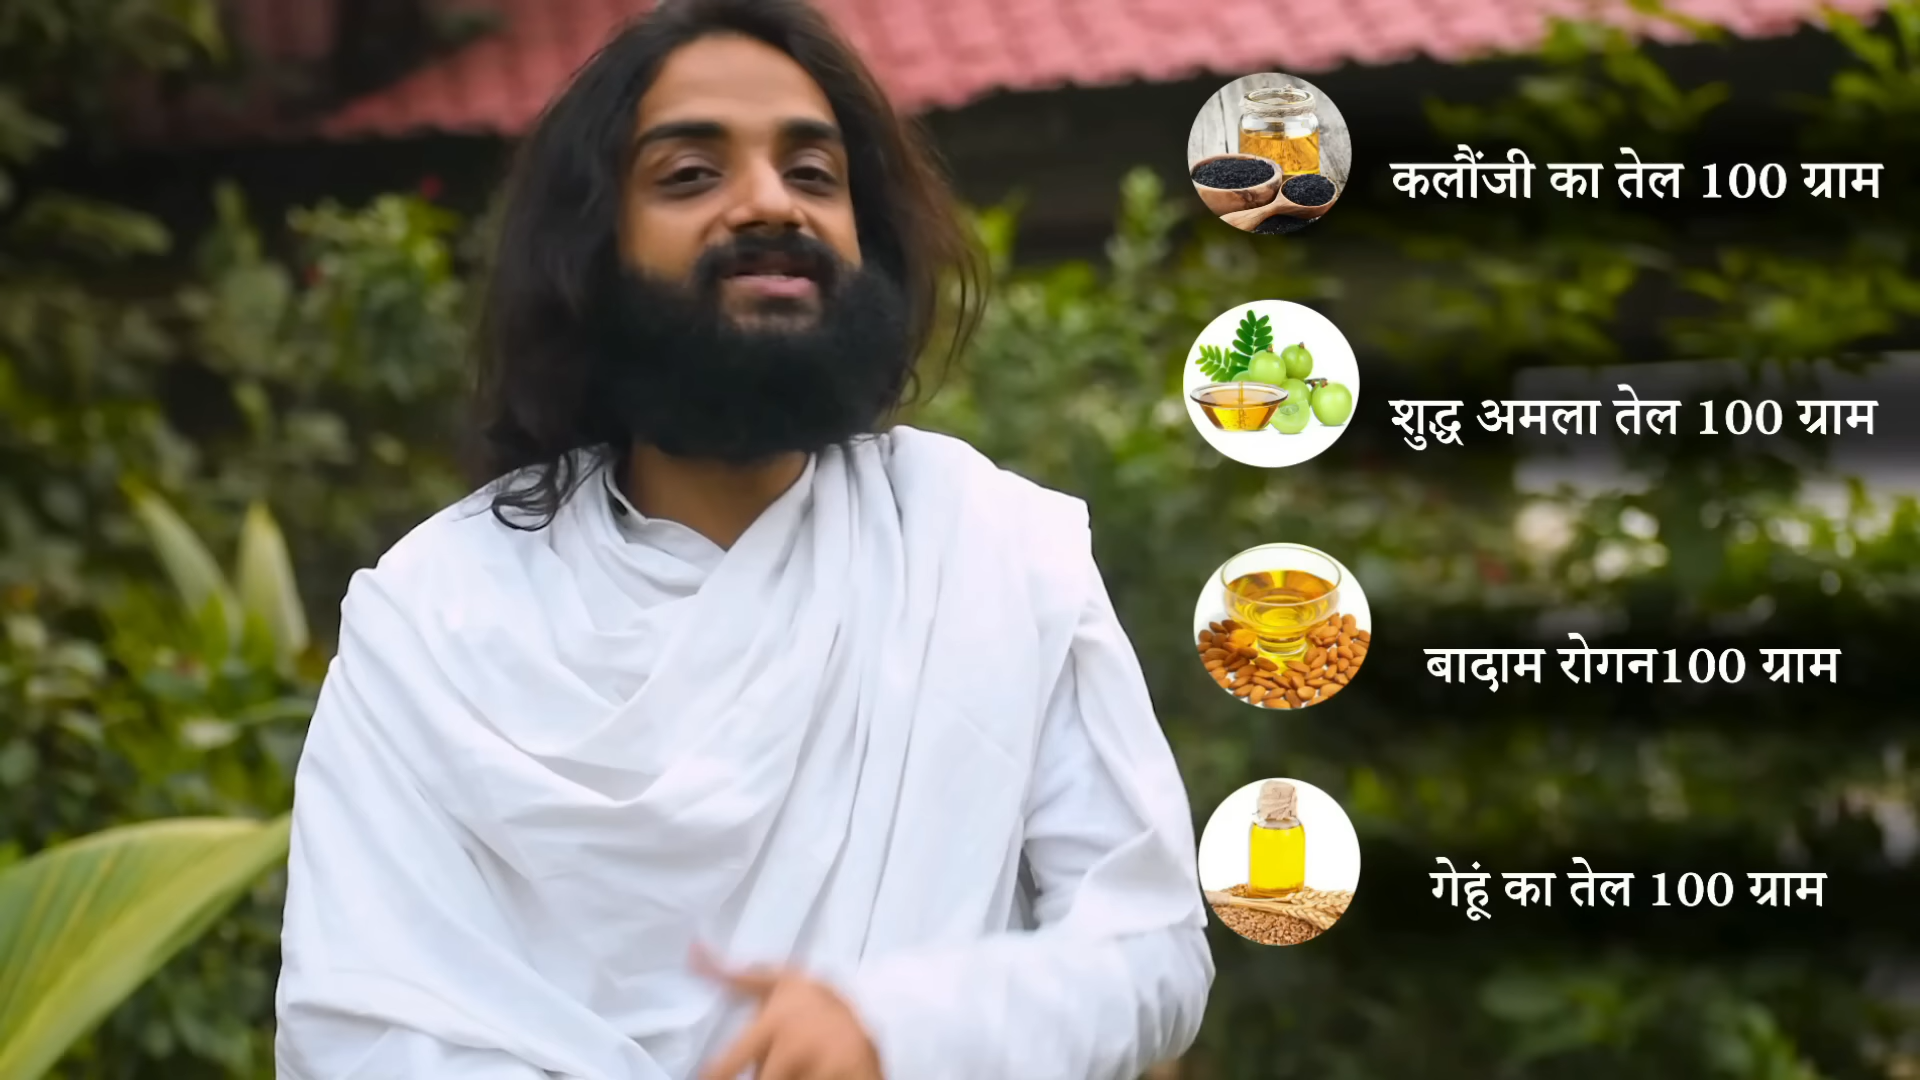 कलौंजी का तेल 100 ग्राम
शुद्ध अमला तेल 100 ग्राम
बादाम रोगन100 ग्राम
गेहूं का तेल 100 ग्राम